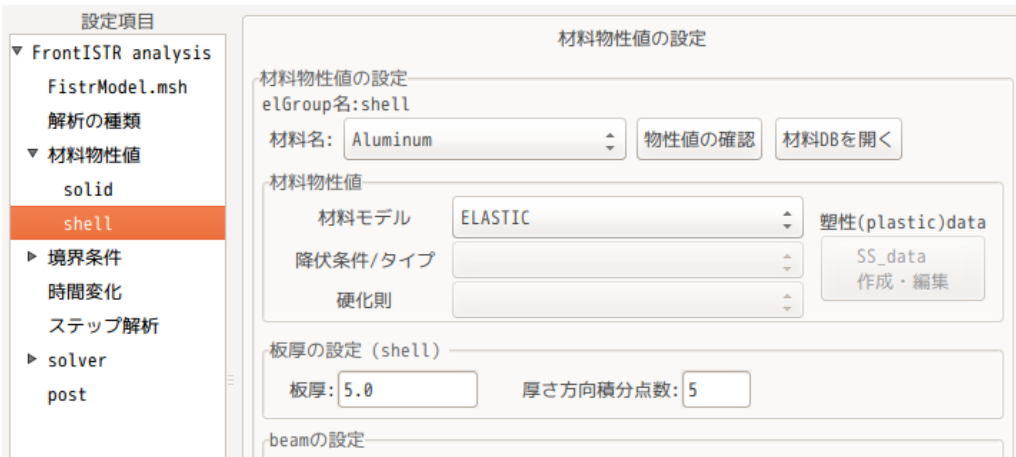 設定項目
FrontISTR analysis
FistrModel.msh
解析の種類
材料物性値
solid
shell
境界条件
時間変化
ステップ解析
solver
post
材料物性値の設定
材料物性値の設定
elGroup名:shell
材料名: Aluminum 物性値の確認 材料DBを開く
材料物性値
材料モデル ELASTIC 塑性(plastic)data
降伏条件/タイプ SS_data
作成・編集
硬化則
板厚の設定 (shell)
板厚: 5.0 厚さ方向積分点数: 5
beamの設定